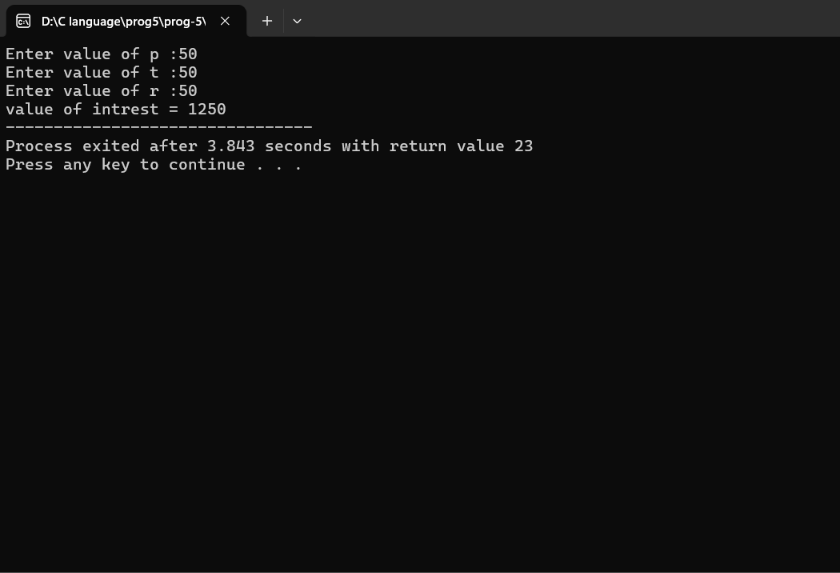 D:\C language\prog5\prog-5\
Enter value of p :50
Enter value of t :50
Enter value of r :50
value of intrest = 1250
--------------------------------
Process exited after 3.843 seconds with return value 23
Press any key to continue . . .